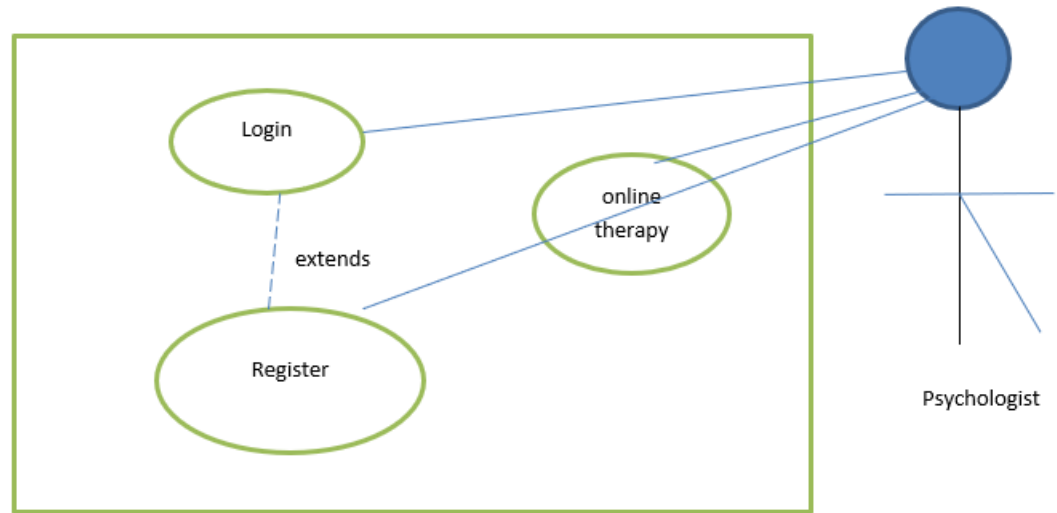 Login
online
therapy
extends
Register
Psychologist